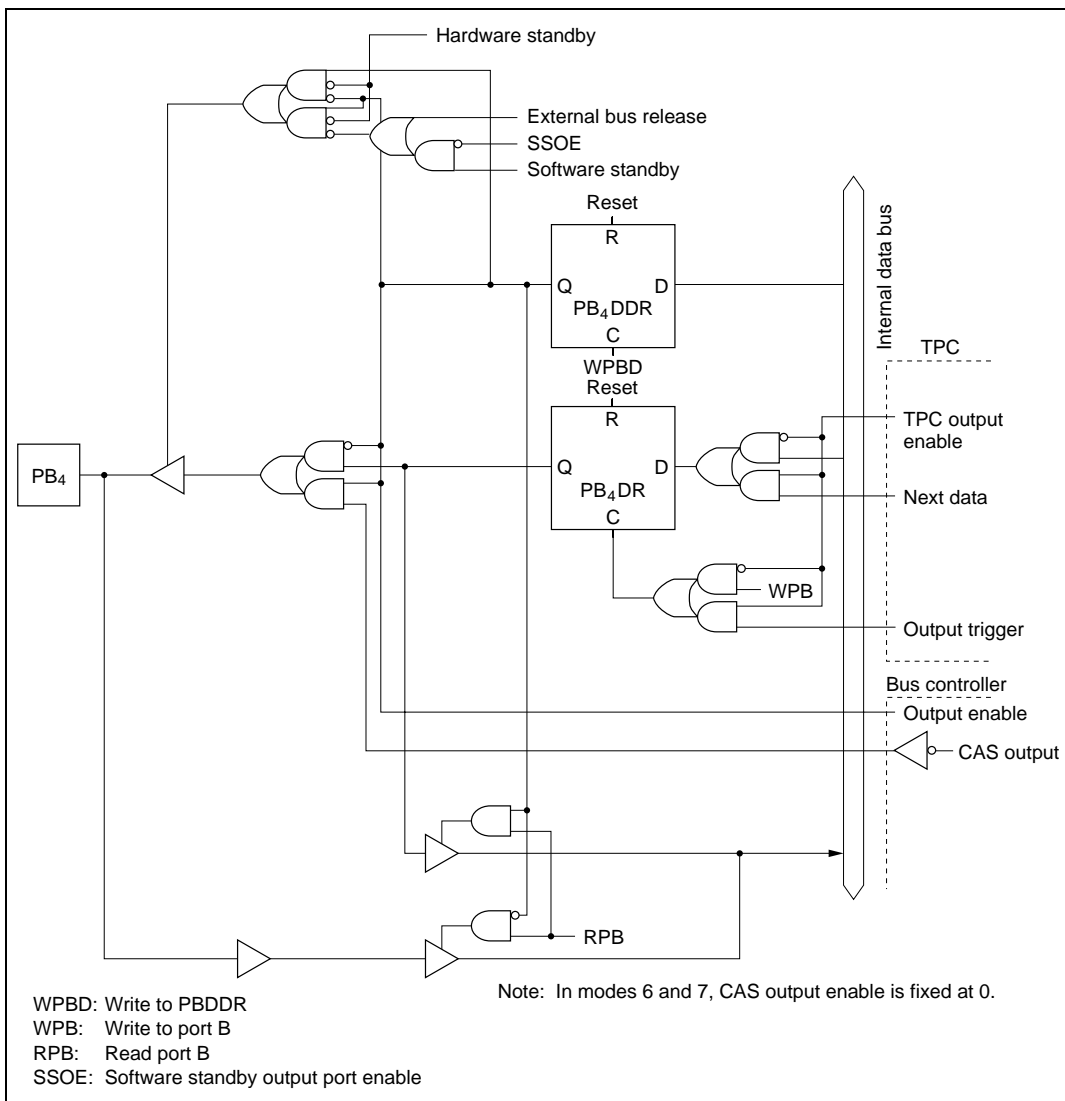 Hardware standby
External bus release
SSOE
Software standby
Reset
R
Q
D
PB4DDR
C
WPBD
Internal data bus
TPC
Reset
R
TPC output
enable
PB4
Q
D
PB4DR
C
Next data
WPB
Output trigger
Bus controller
Output enable
CAS output
RPB
WPBD: Write to PBDDR
WPB: Write to port B
RPB: Read port B
SSOE: Software standby output port enable
Note: In modes 6 and 7, CAS output enable is fixed at 0.